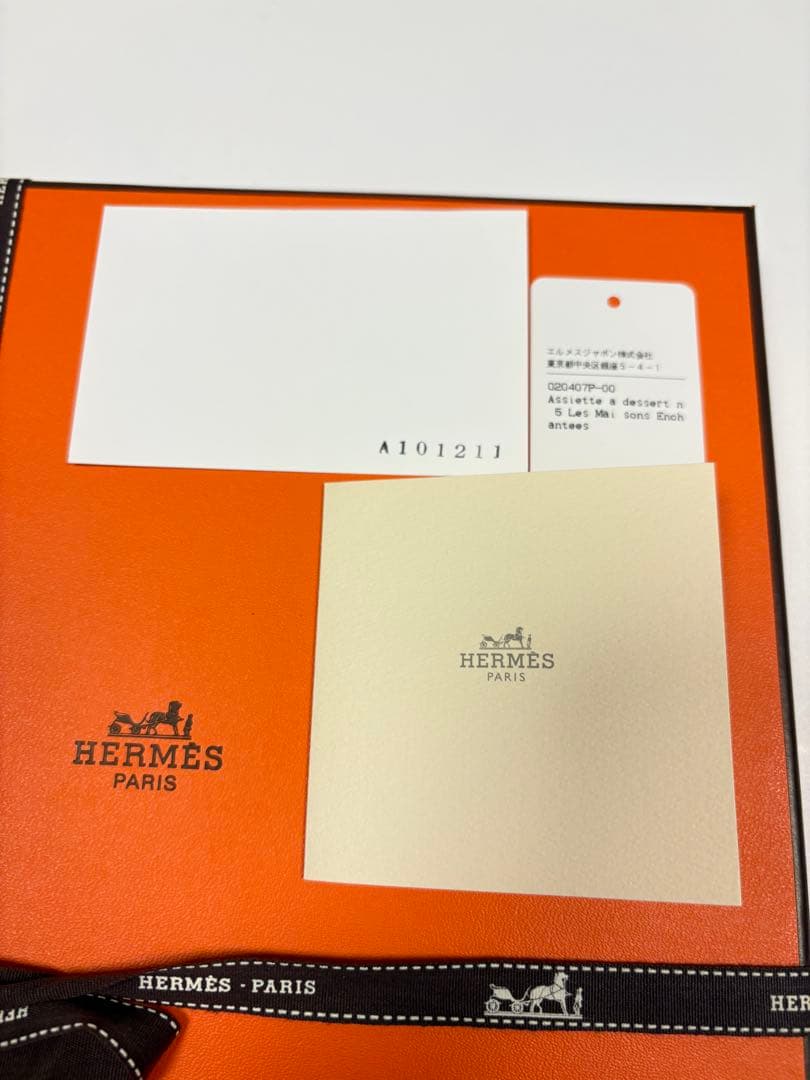 A101211
エルメスジャポン株式会社
東京都中央区銀座5-4-1
020407P-00
Assiette a dessert n
5 Les Mai sons Ench
antees
HERMÈS
PARIS
HERMÈS
PARIS
HERMÈS - PARIS
HER